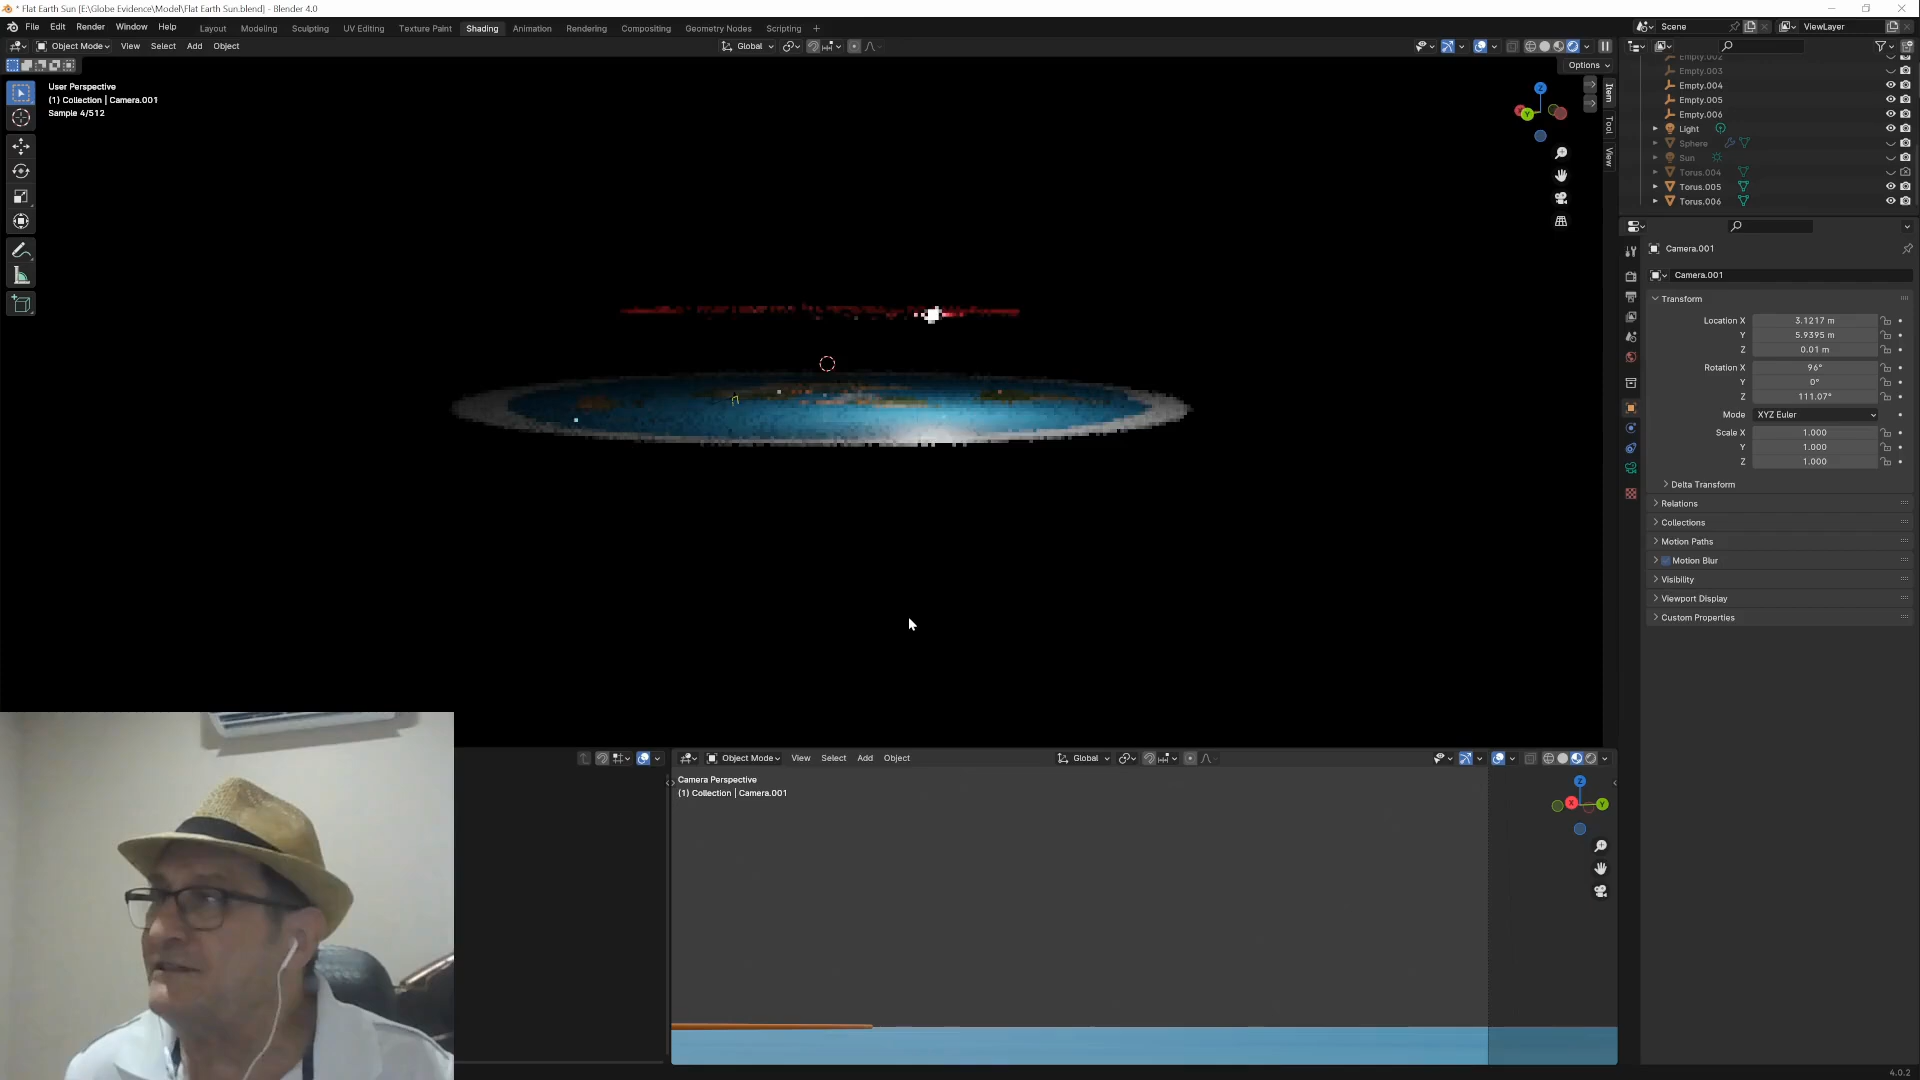 * Flat Earth Sun [E:\Globe Evidence\Model\Flat Earth Sun.blend] - Blender 4.0
File Edit Render Window Help Layout Modeling Sculpting UV Editing Texture Paint Shading Animation Rendering Compositing Geometry Nodes Scripting + Scene ViewLayer
Object Mode View Select Add Object Global
Options
User Perspective
(1) Collection | Camera.001
Sample 4/512
Z
Y
Item
Tool
View
Empty.002
Empty.003
Empty.004
Empty.005
Empty.006
Light
Sphere
Sun
Torus.004
Torus.005
Torus.006
Camera.001
Camera.001
Transform
Location X 3.1217 m
Y 5.9395 m
Z 0.01 m
Rotation X 96°
Y 0°
Z 111.07°
Mode XYZ Euler
Scale X 1.000
Y 1.000
Z 1.000
Delta Transform
Relations
Collections
Motion Paths
Motion Blur
Visibility
Viewport Display
Custom Properties
Object Mode View Select Add Object Global
Camera Perspective
(1) Collection | Camera.001
Z
X
Y
4.0.2